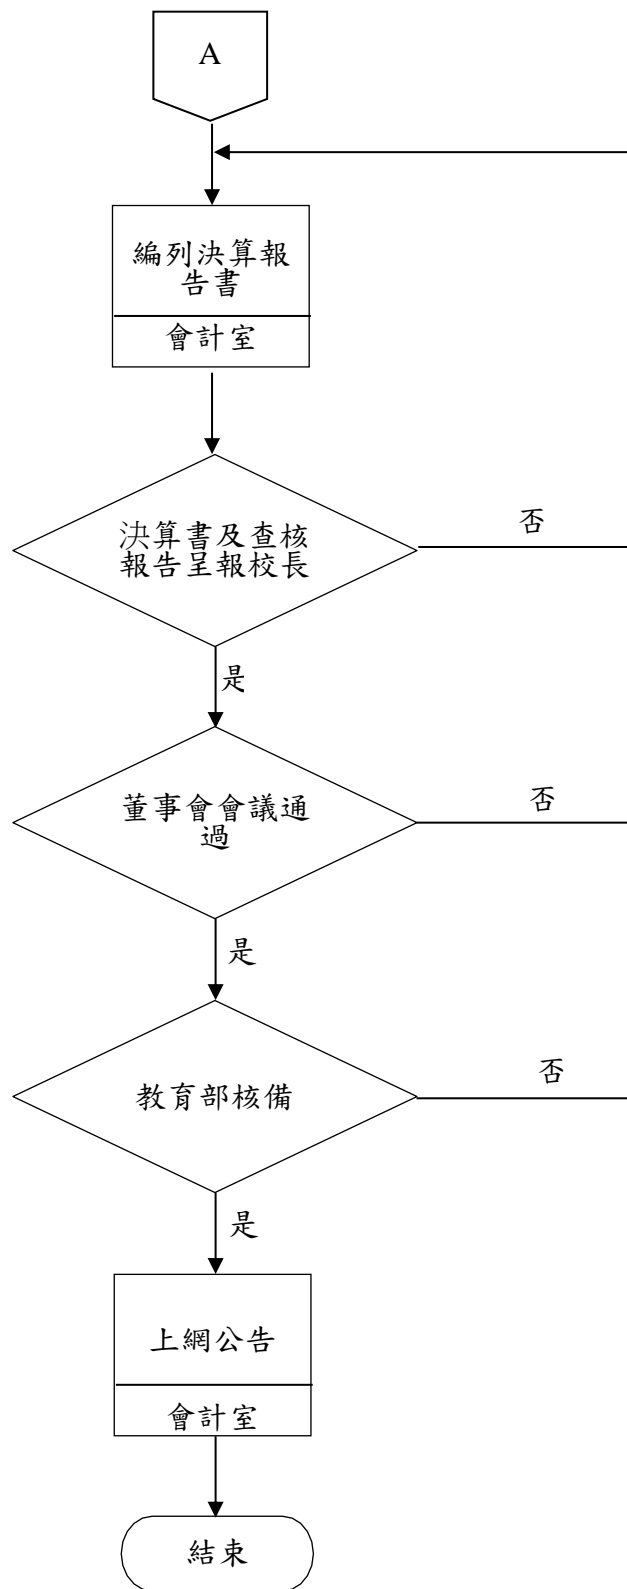 A
編列決算報
告書
會計室
決算書及查核
報告呈報校長
否
是
董事會會議通
過
否
是
教育部核備
否
是
上網公告
會計室
結束